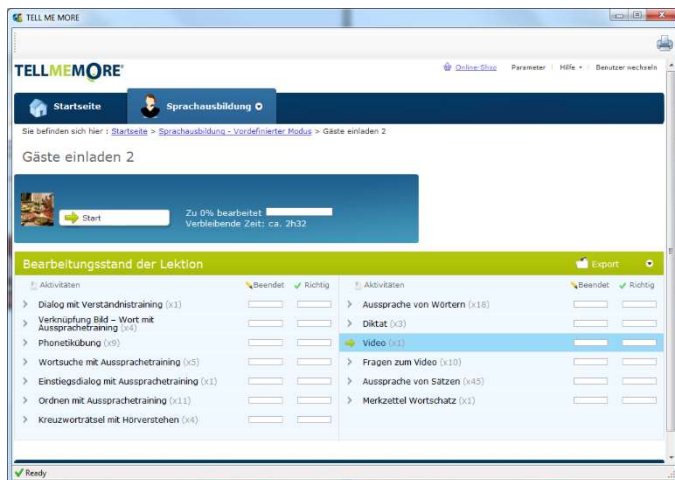 TELL ME MORE
TELLMEMORE®
Online-Shop Parameter Hilfe Benutzer wechseln
Startseite Sprachausbildung
Sie befinden sich hier : Startseite > Sprachausbildung - Vordefinierter Modus > Gäste einladen 2
Gäste einladen 2
Start
Zu 0% bearbeitet
Verbleibende Zeit: ca. 2h32
Bearbeitungsstand der Lektion Export
Aktivitäten Beendet Richtig
Dialog mit Verständnistraining (x1)
Verknüpfung Bild – Wort mit
Aussprachetraining (x4)
Phonetikübung (x9)
Wortsuche mit Aussprachetraining (x5)
Einstiegsdialog mit Aussprachetraining (x1)
Ordnen mit Aussprachetraining (x11)
Kreuzworträtsel mit Hörverstehen (x4)
Aktivitäten Beendet Richtig
Aussprache von Wörtern (x18)
Diktat (x3)
Video (x1)
Fragen zum Video (x10)
Aussprache von Sätzen (x45)
Merkzettel Wortschatz (x1)
Ready